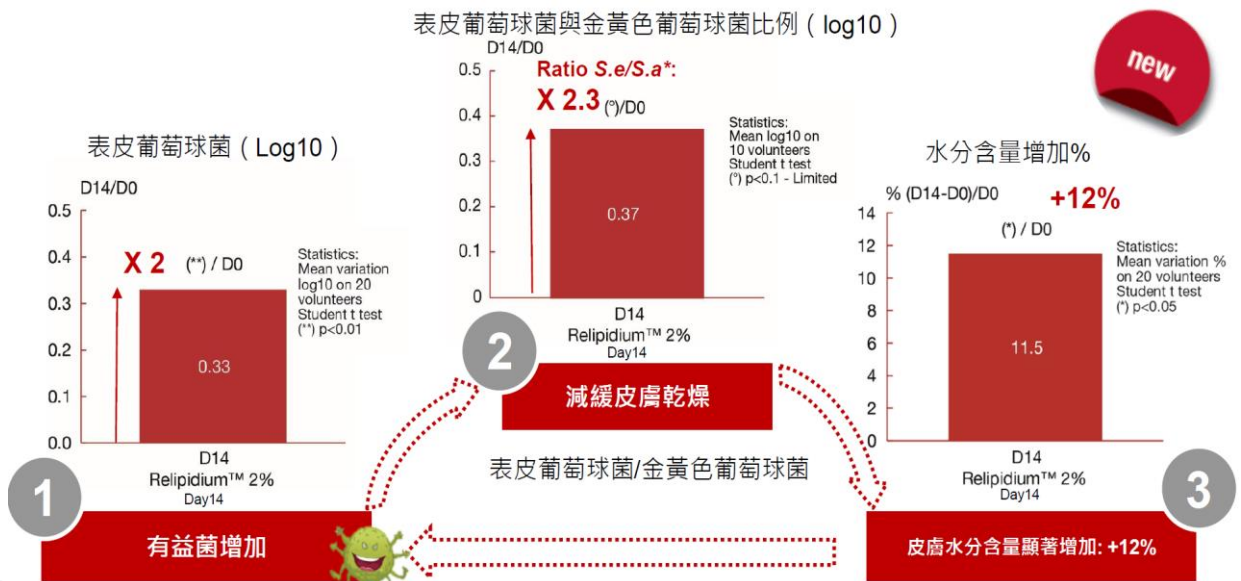 表皮葡萄球菌與金黃色葡萄球菌比例 ( log10 )
D14/D0
0.5
0.4
0.3
0.2
0.1
0
Ratio S.e/S.a*:
X 2.3 (°)/D0
0.37
Statistics:
Mean log10 on
10 volunteers
Student t test
(°) p<0.1 - Limited
D14
Relipidium™ 2%
Day14
2
減緩皮膚乾燥
new
表皮葡萄球菌 ( Log10 )
D14/D0
0.5
0.4
0.3
0.2
0.1
0.0
X 2 (**) / D0
0.33
Statistics:
Mean variation
log10 on 20
volunteers
Student t test
(**) p<0.01
D14
Relipidium™ 2%
Day14
1
有益菌增加
水分含量增加%
% (D14-D0)/D0
+12%
14
12
10
8
6
4
2
0
(*) / D0
11.5
Statistics:
Mean variation %
on 20 volunteers
Student t test
(*) p<0.05
D14
Relipidium™ 2%
Day14
3
皮膚水分含量顯著增加: +12%
表皮葡萄球菌/金黃色葡萄球菌